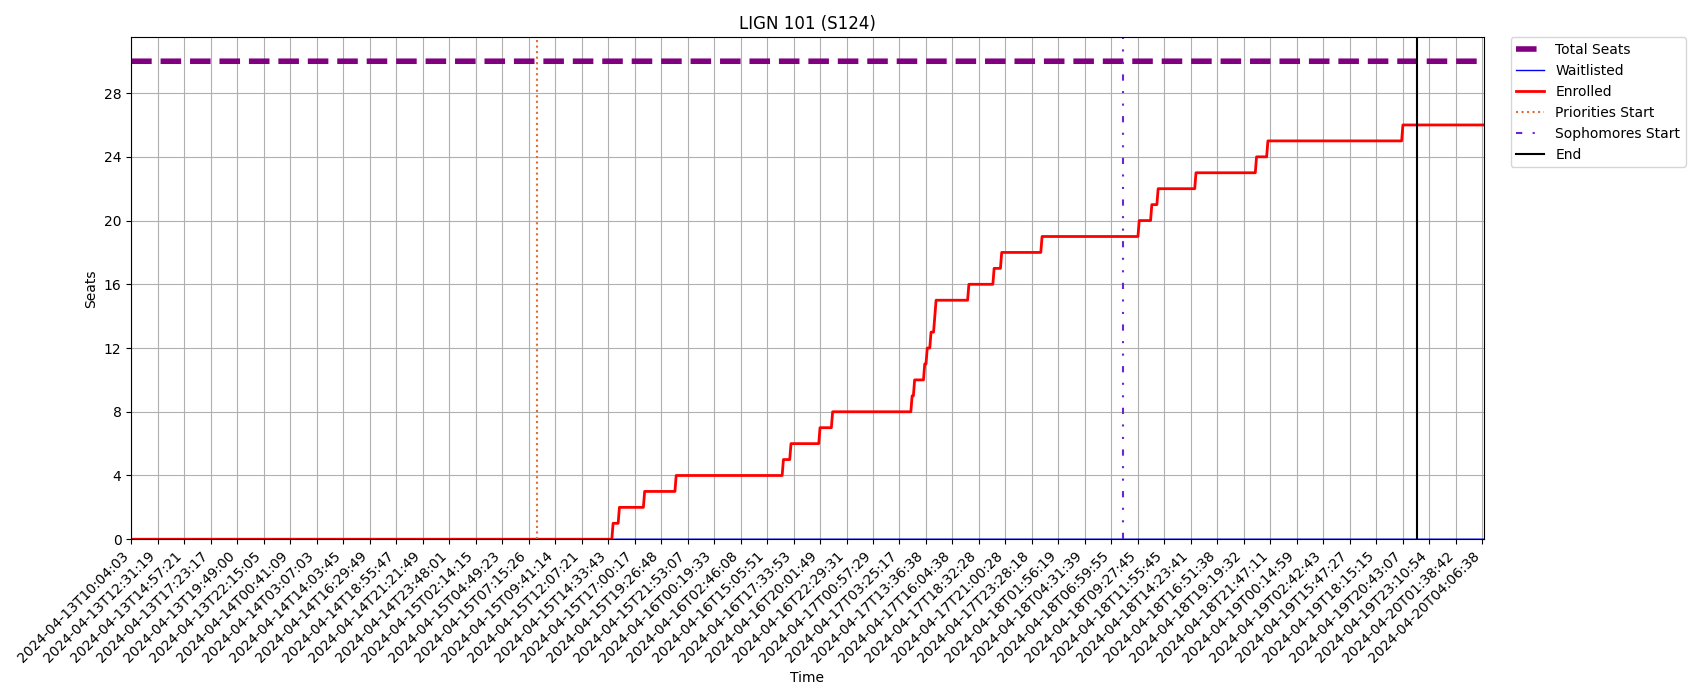 LIGN 101 (S124)
Total Seats
Waitlisted
Enrolled
Priorities Start
Sophomores Start
End
Seats
28
24
20
16
12
8
4
0
2024-04-13T10:04:03
2024-04-13T12:31:19
2024-04-13T14:57:21
2024-04-13T17:23:17
2024-04-13T19:49:00
2024-04-13T22:15:05
2024-04-14T00:41:09
2024-04-14T03:07:03
2024-04-14T14:03:45
2024-04-14T16:29:49
2024-04-14T18:55:47
2024-04-14T21:21:49
2024-04-14T23:48:01
2024-04-15T02:14:15
2024-04-15T04:49:23
2024-04-15T07:15:26
2024-04-15T09:41:14
2024-04-15T12:07:21
2024-04-15T14:33:43
2024-04-15T17:00:17
2024-04-15T19:26:48
2024-04-15T21:53:07
2024-04-16T00:19:33
2024-04-16T02:46:08
2024-04-16T15:05:51
2024-04-16T17:33:53
2024-04-16T20:01:49
2024-04-16T22:29:31
2024-04-17T00:57:29
2024-04-17T03:25:17
2024-04-17T13:36:38
2024-04-17T16:04:38
2024-04-17T18:32:28
2024-04-17T21:00:28
2024-04-17T23:28:18
2024-04-18T01:56:19
2024-04-18T04:31:39
2024-04-18T06:59:55
2024-04-18T09:27:45
2024-04-18T11:55:45
2024-04-18T14:23:41
2024-04-18T16:51:38
2024-04-18T19:19:32
2024-04-18T21:47:11
2024-04-19T00:14:59
2024-04-19T02:42:43
2024-04-19T15:47:27
2024-04-19T18:15:15
2024-04-19T20:43:07
2024-04-19T23:10:54
2024-04-20T01:38:42
2024-04-20T04:06:38
Time